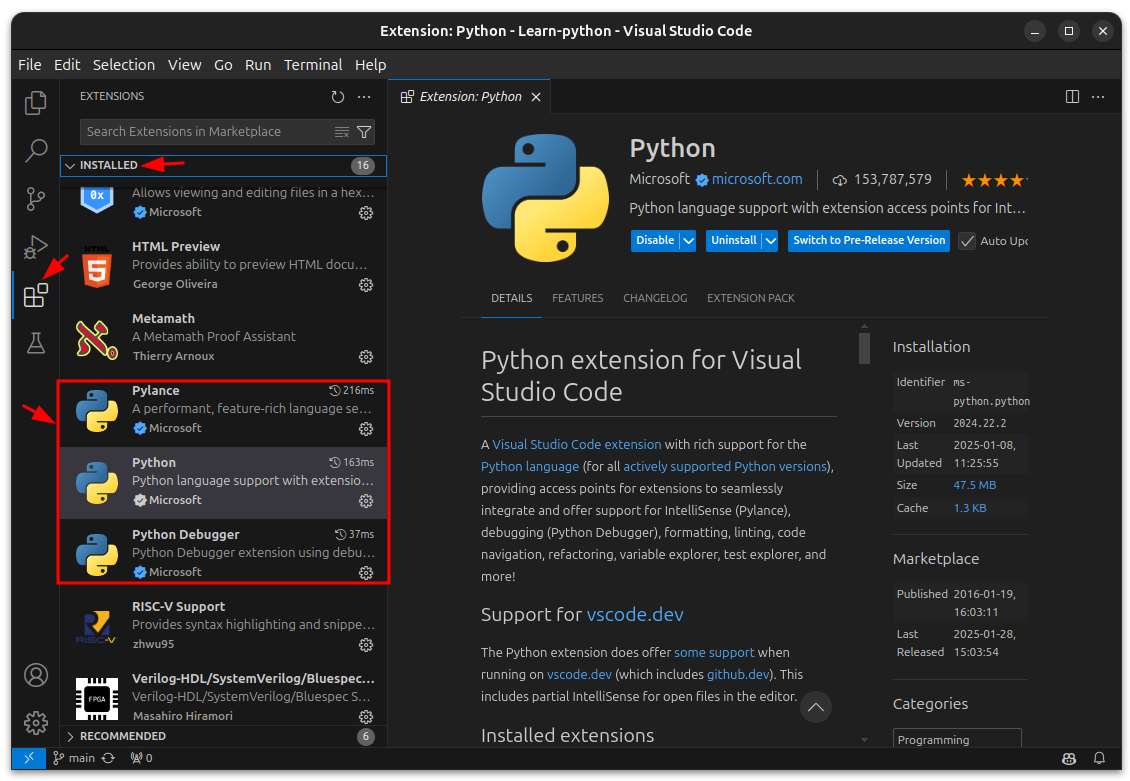 Extension: Python - Learn-python - Visual Studio Code
File Edit Selection View Go Run Terminal Help
EXTENSIONS
Search Extensions in Marketplace
INSTALLED 16
0x
Allows viewing and editing files in a hex…
Microsoft
HTML
5
HTML Preview
Provides ability to preview HTML docu…
George Oliveira
Metamath
A Metamath Proof Assistant
Thierry Arnoux
Pylance 216ms
A performant, feature-rich language se…
Microsoft
Python 163ms
Python language support with extensio…
Microsoft
Python Debugger 37ms
Python Debugger extension using debu…
Microsoft
RISC-V
RISC-V Support
Provides syntax highlighting and snippe…
zhwu95
FPGA
Verilog-HDL/SystemVerilog/Bluespec…
Verilog-HDL/SystemVerilog/Bluespec S…
Masahiro Hiramori
RECOMMENDED 6
main 0
Extension: Python
Python
Microsoft microsoft.com 153,787,579
Python language support with extension access points for Int…
Disable Uninstall Switch to Pre-Release Version Auto Upd
DETAILS FEATURES CHANGELOG EXTENSION PACK
Python extension for Visual
Studio Code
A Visual Studio Code extension with rich support for the
Python language (for all actively supported Python versions),
providing access points for extensions to seamlessly
integrate and offer support for IntelliSense (Pylance),
debugging (Python Debugger), formatting, linting, code
navigation, refactoring, variable explorer, test explorer, and
more!
Support for vscode.dev
The Python extension does offer some support when
running on vscode.dev (which includes github.dev). This
includes partial IntelliSense for open files in the editor.
Installed extensions
Installation
Identifier ms-
python.python
Version 2024.22.2
Last 2025-01-08,
Updated 11:25:55
Size 47.5 MB
Cache 1.3 KB
Marketplace
Published 2016-01-19,
16:03:11
Last 2025-01-28,
Released 15:03:54
Categories
Programming